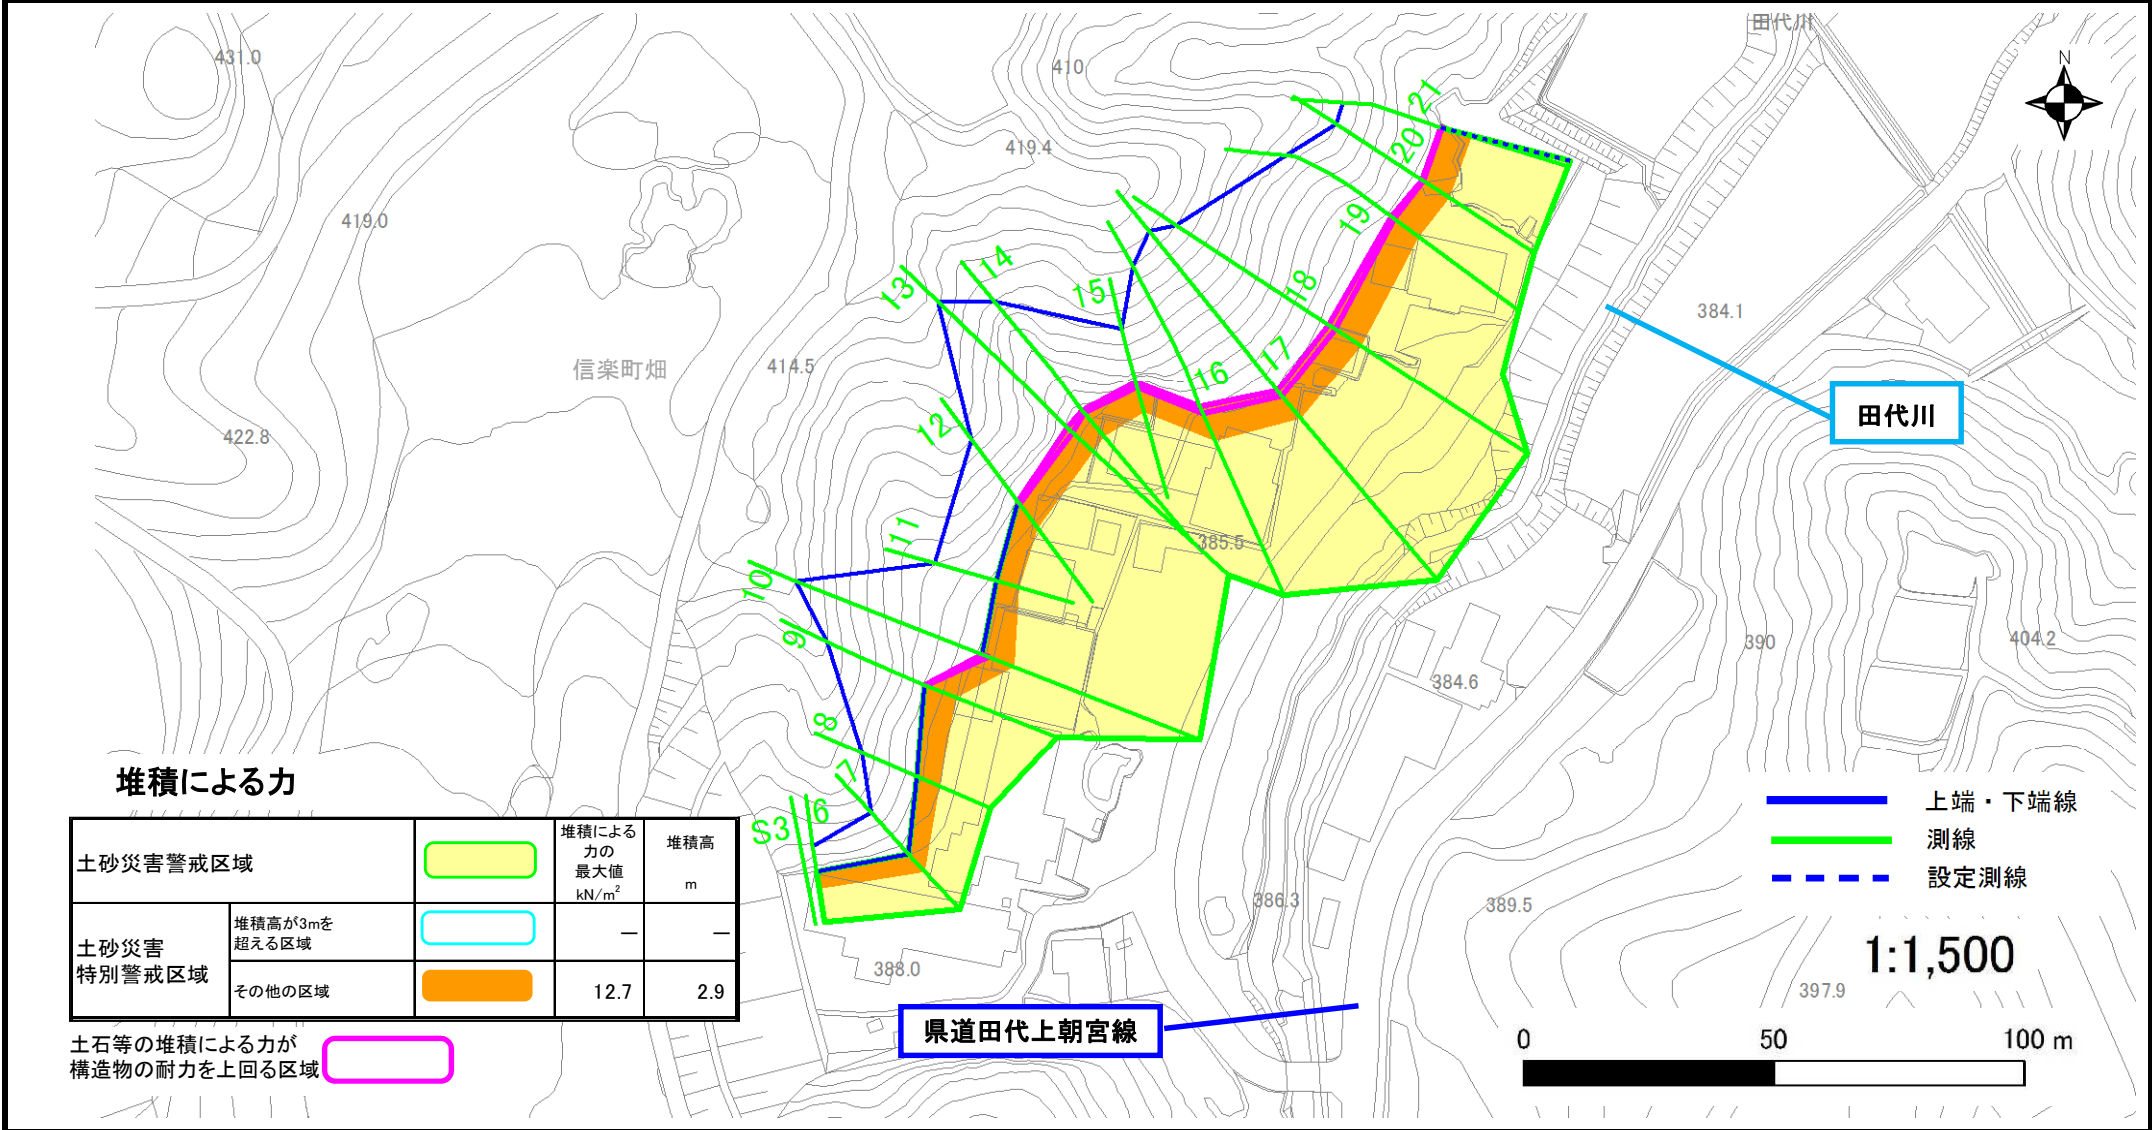 田代川
N
431.0
410
419.4
419.0
信楽町畑
414.5
422.8
384.1
385.5
384.6
390
404.2
386.3
389.5
388.0
397.9
21
20
19
18
17
16
15
14
13
12
11
10
9
8
7
6
S3
田代川
県道田代上朝宮線
堆積による力
堆積による
力の
最大値
kN/m²
堆積高
m
土砂災害警戒区域
土砂災害
特別警戒区域
堆積高が3mを
超える区域
—
—
その他の区域
12.7
2.9
土石等の堆積による力が
構造物の耐力を上回る区域
上端・下端線
測線
設定測線
1:1,500
0 50 100 m